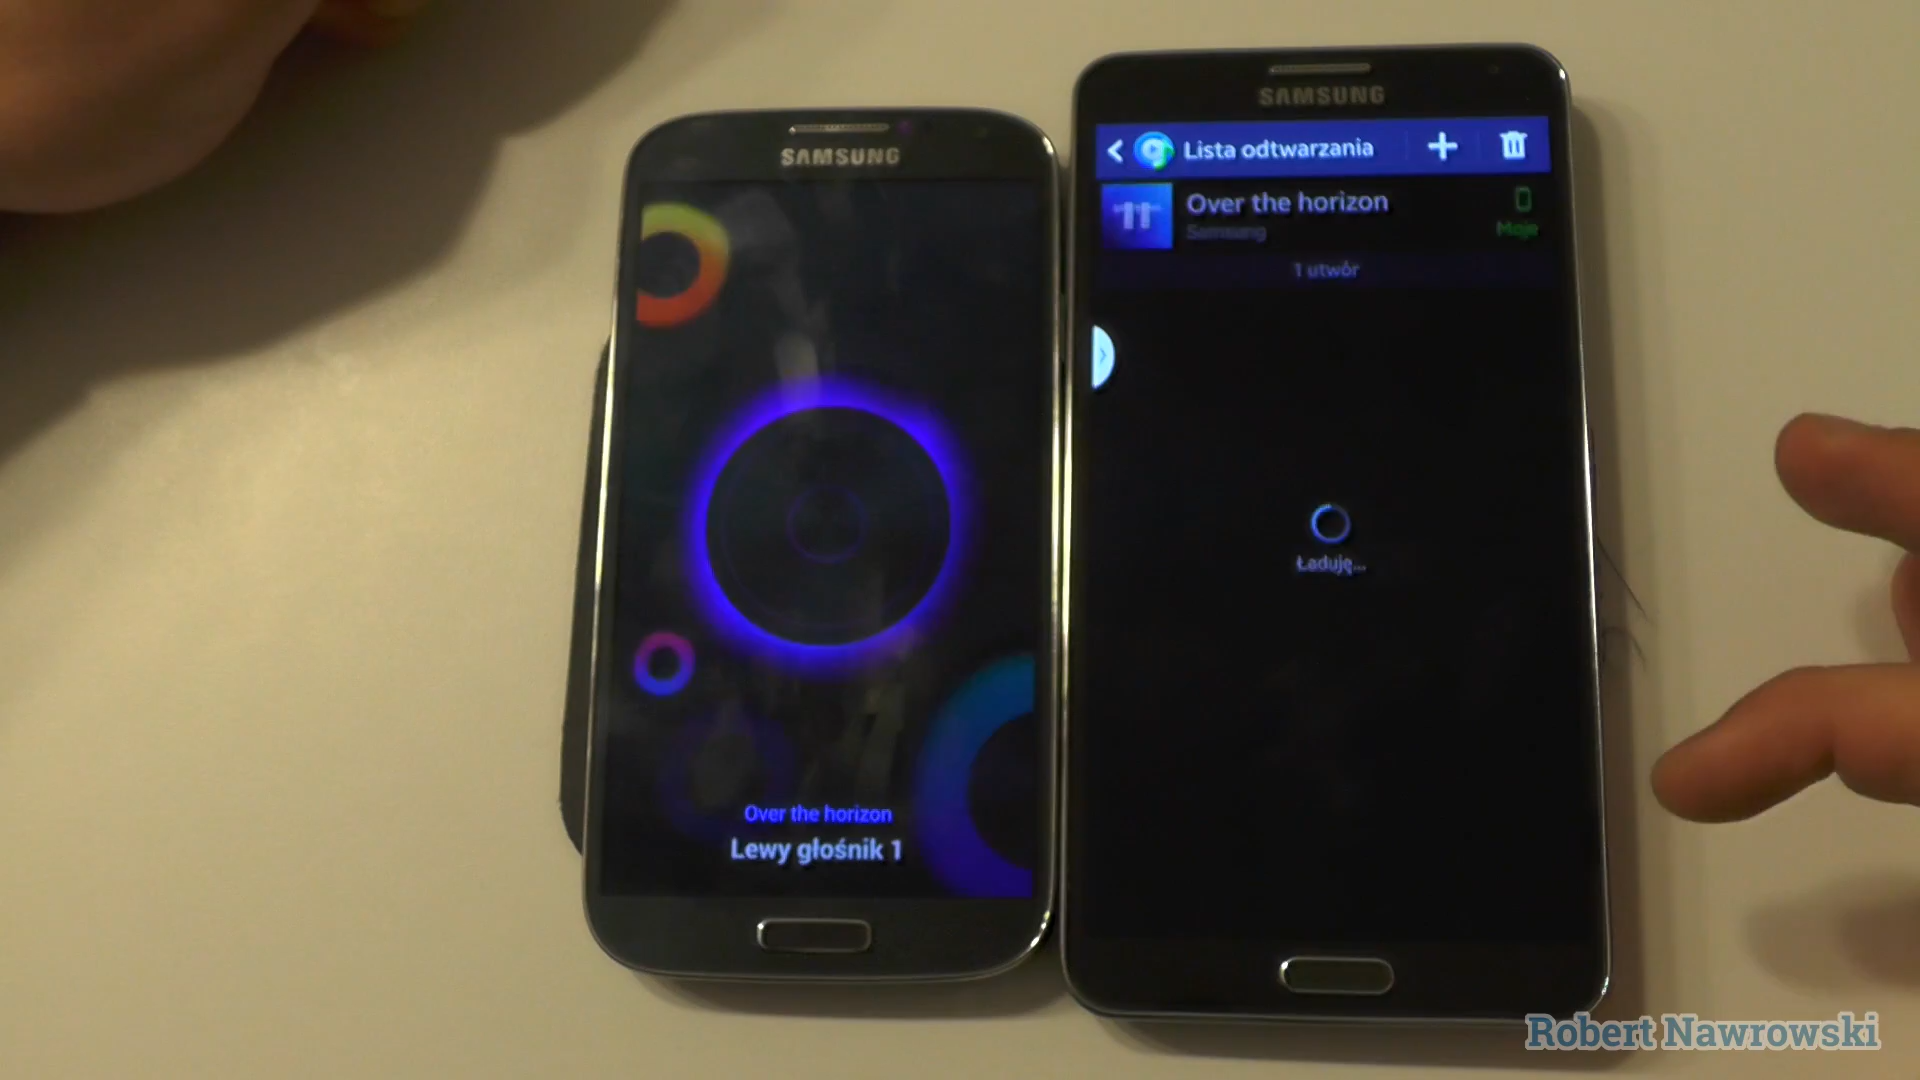 SAMSUNG
Over the horizon
Lewy głośnik 1
SAMSUNG
Lista odtwarzania
Over the horizon
Samsung
Moje
1 utwór
Ładuję...
Robert Nawrowski